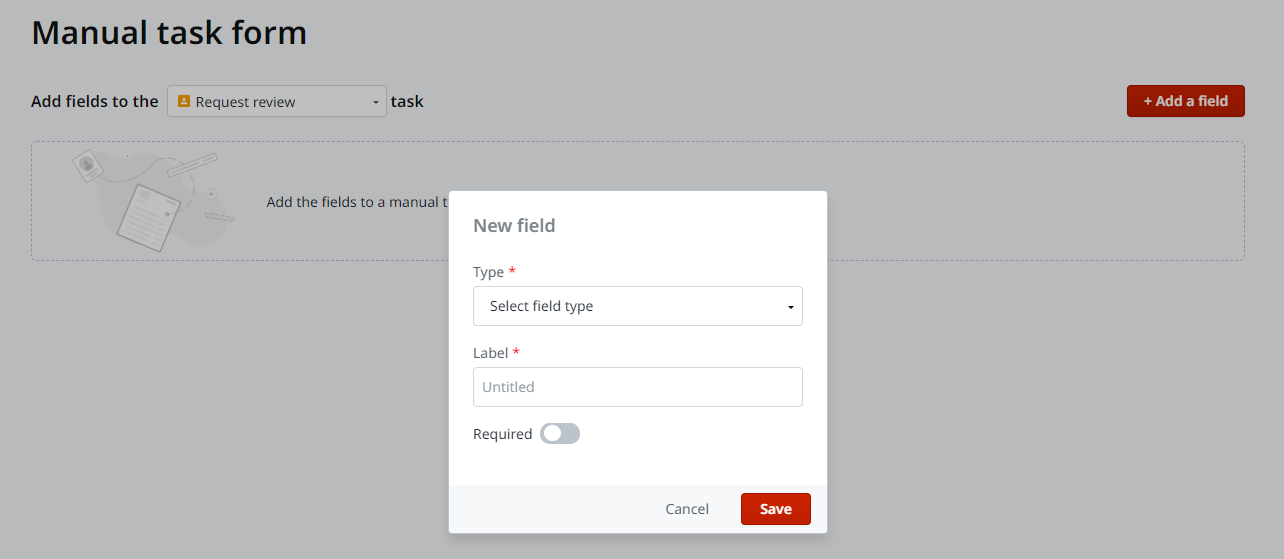 Manual task form
Add fields to the Request review task
+ Add a field
Add the fields to a manual t
New field
Type *
Select field type
Label *
Untitled
Required
Cancel Save